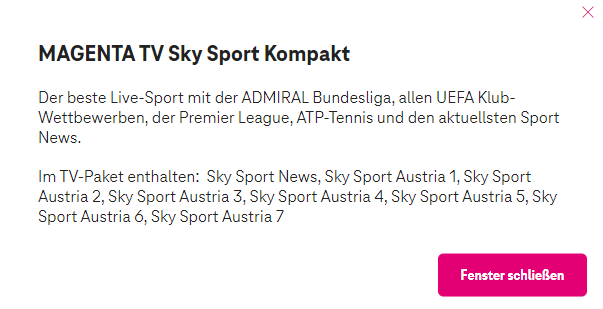 MAGENTA TV Sky Sport Kompakt
Der beste Live-Sport mit der ADMIRAL Bundesliga, allen UEFA Klub-
Wettbewerben, der Premier League, ATP-Tennis und den aktuellsten Sport
News.
Im TV-Paket enthalten:  Sky Sport News, Sky Sport Austria 1, Sky Sport
Austria 2, Sky Sport Austria 3, Sky Sport Austria 4, Sky Sport Austria 5, Sky
Sport Austria 6, Sky Sport Austria 7
Fenster schließen